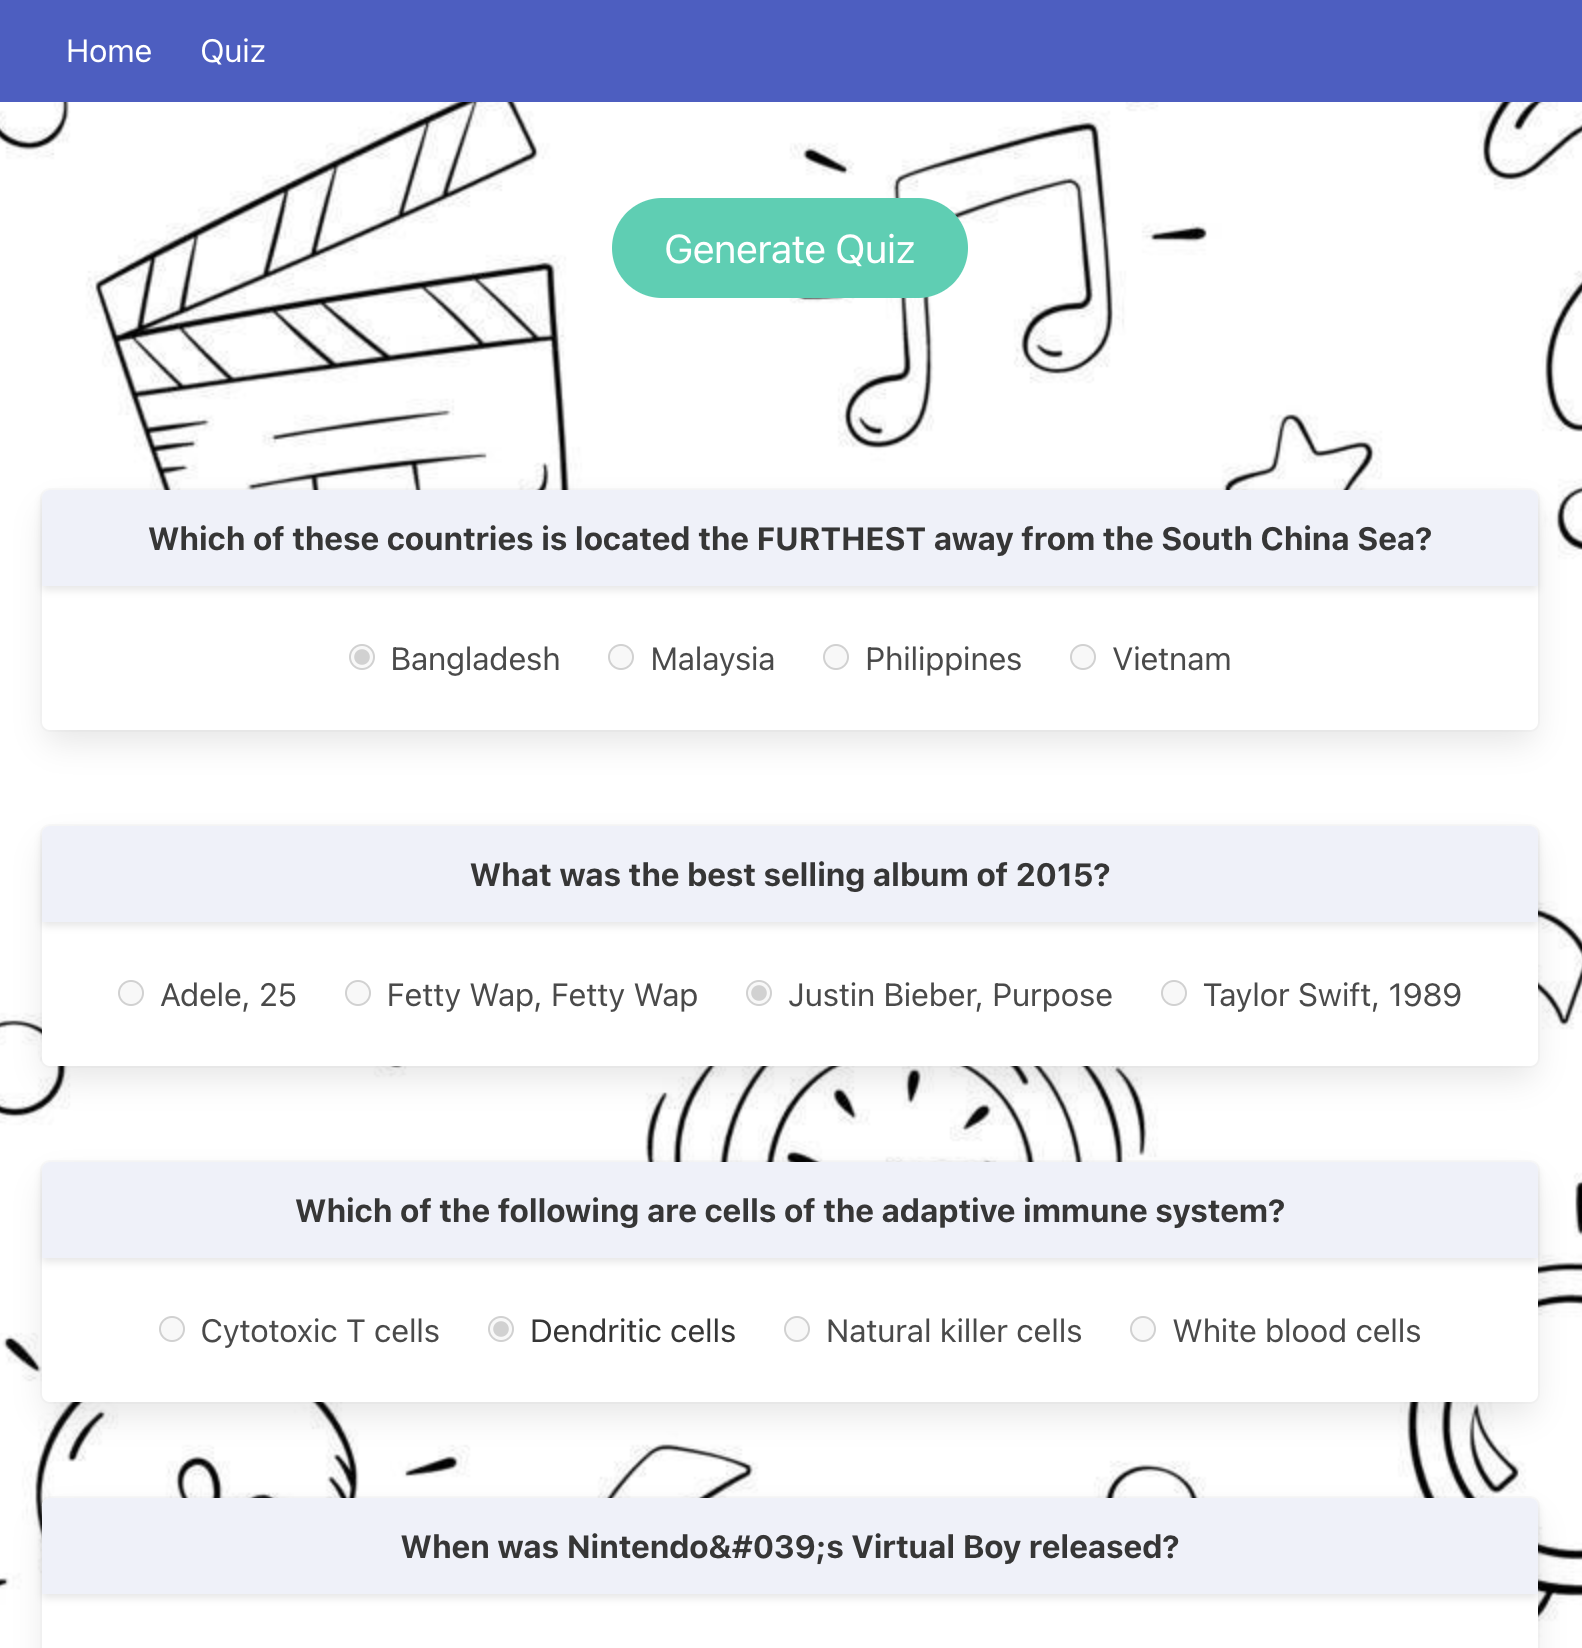 Home Quiz
Generate Quiz
Which of these countries is located the FURTHEST away from the South China Sea?
Bangladesh Malaysia Philippines Vietnam
What was the best selling album of 2015?
Adele, 25 Fetty Wap, Fetty Wap Justin Bieber, Purpose Taylor Swift, 1989
Which of the following are cells of the adaptive immune system?
Cytotoxic T cells Dendritic cells Natural killer cells White blood cells
When was Nintendo&#039;s Virtual Boy released?